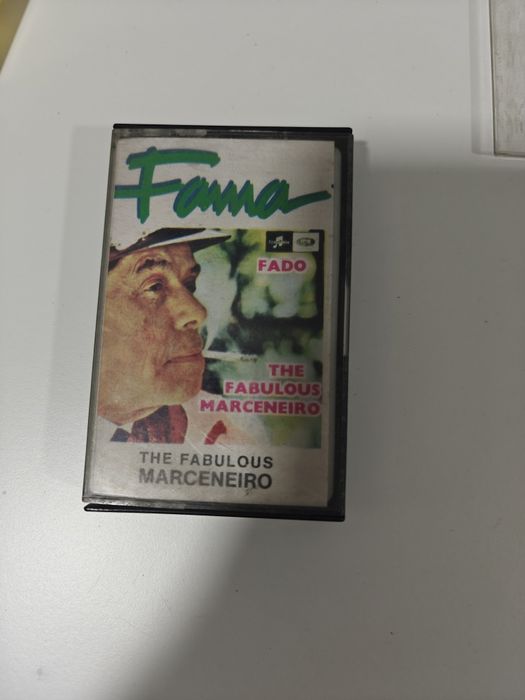 Fama
FADO
THE
FABULOUS
MARCENEIRO
THE FABULOUS
MARCENEIRO